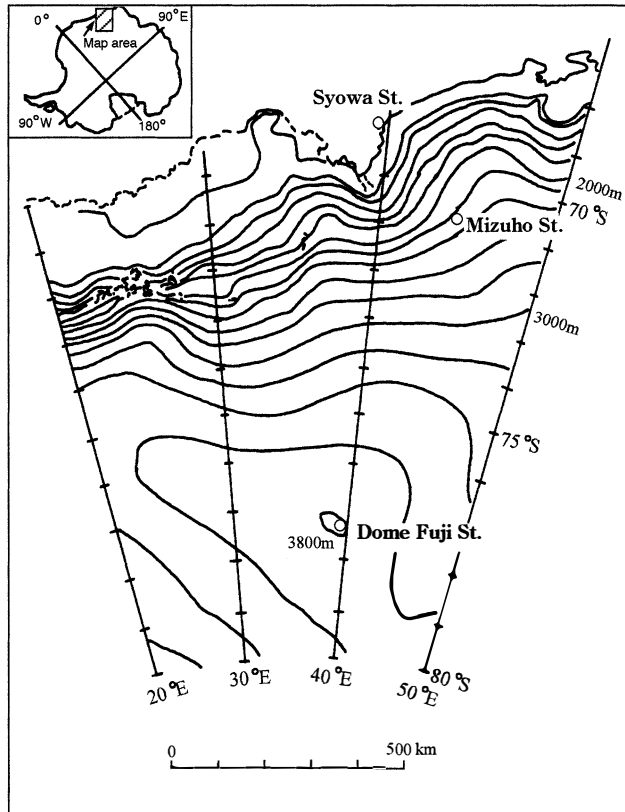 0°
90°E
Map area
90°W
180°
Syowa St.
2000m
70 °S
Mizuho St.
3000m
75 °S
3800m
Dome Fuji St.
80 °S
20 °E
30 °E
40 °E
50 °E
0
500 km